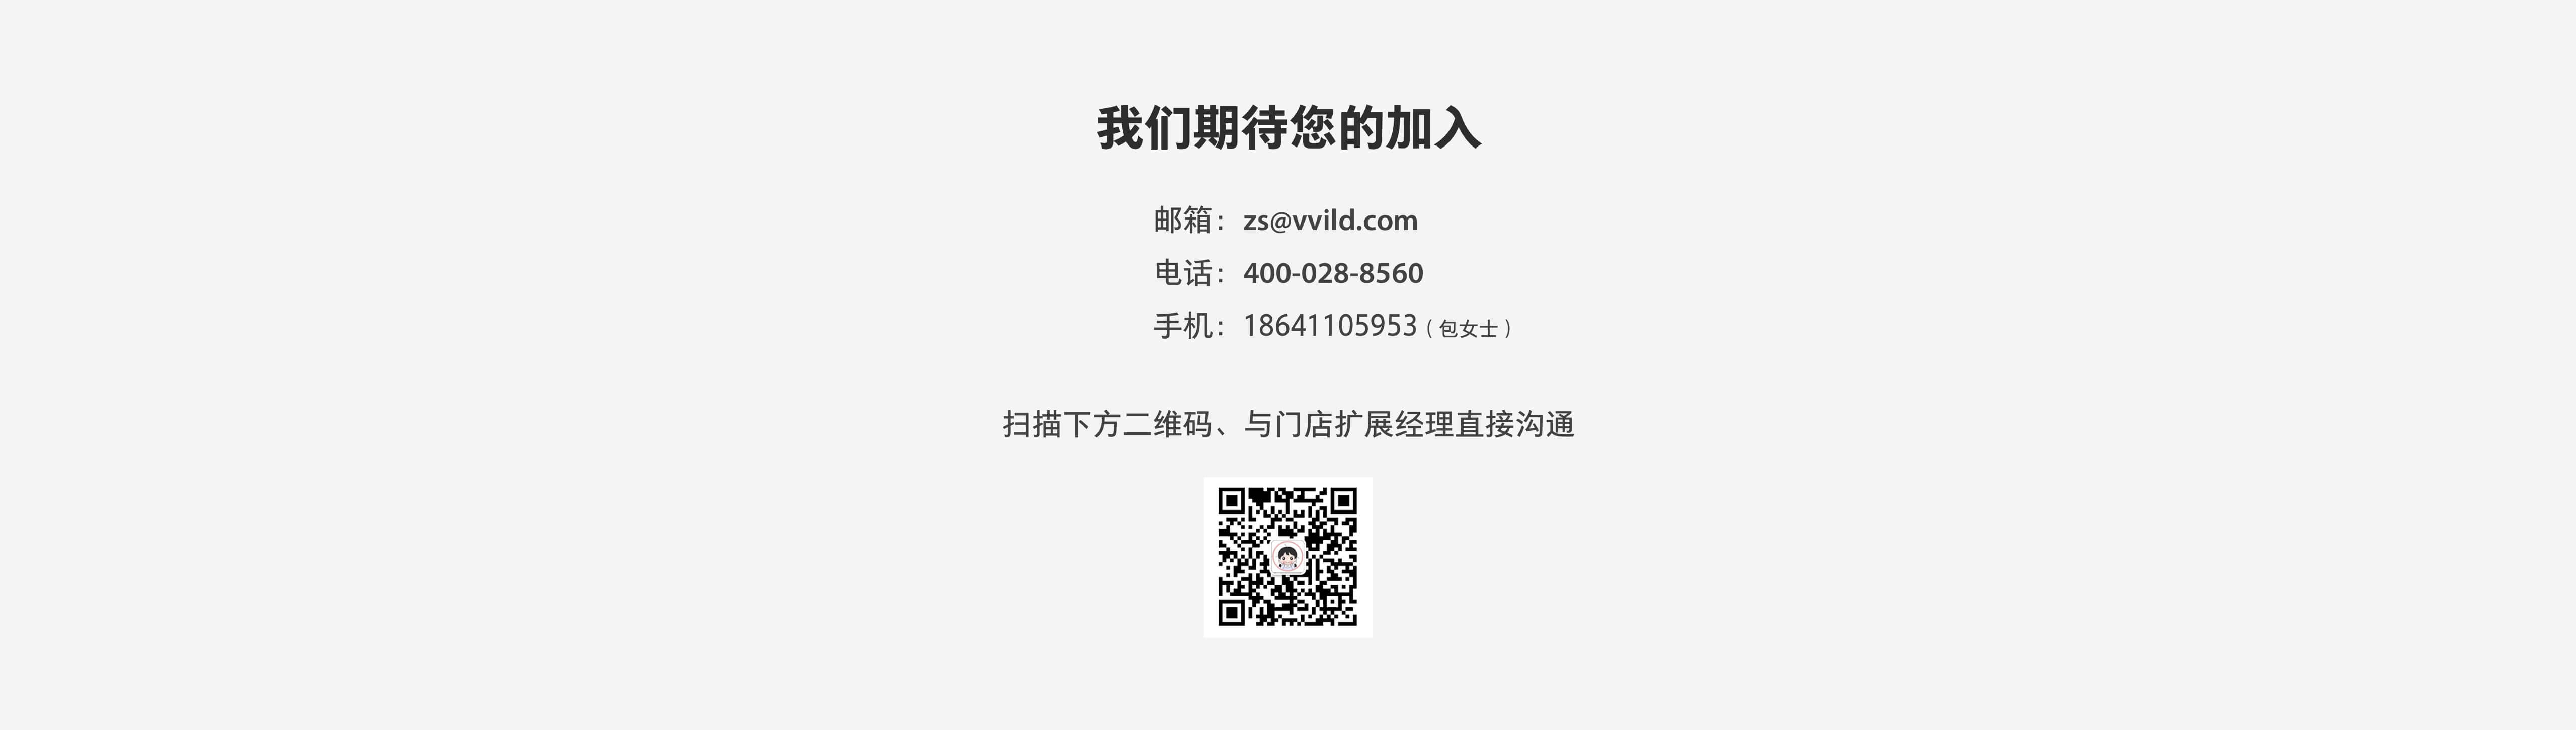 我们期待您的加入
邮箱：zs@vvild.com
电话：400-028-8560
手机：18641105953（包女士）
扫描下方二维码、与门店扩展经理直接沟通